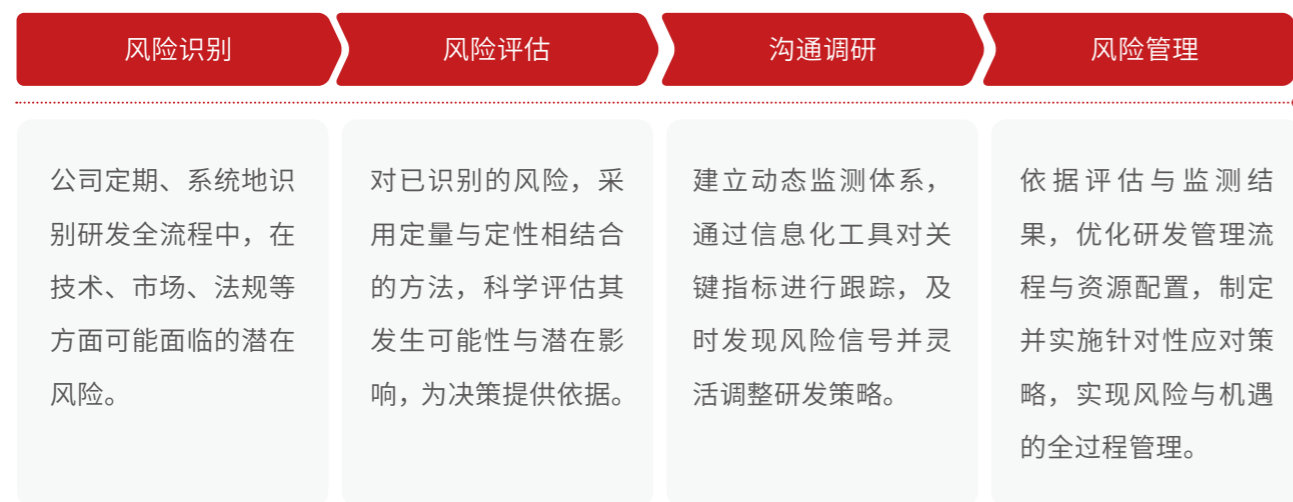 风险识别
风险评估
沟通调研
风险管理
公司定期、系统地识
别研发全流程中，在
技术、市场、法规等
方面可能面临的潜在
风险。
对已识别的风险，采
用定量与定性相结合
的方法，科学评估其
发生可能性与潜在影
响，为决策提供依据。
建立动态监测体系，
通过信息化工具对关
键指标进行跟踪，及
时发现风险信号并灵
活调整研发策略。
依据评估与监测结
果，优化研发管理流
程与资源配置，制定
并实施针对性应对策
略，实现风险与机遇
的全过程管理。